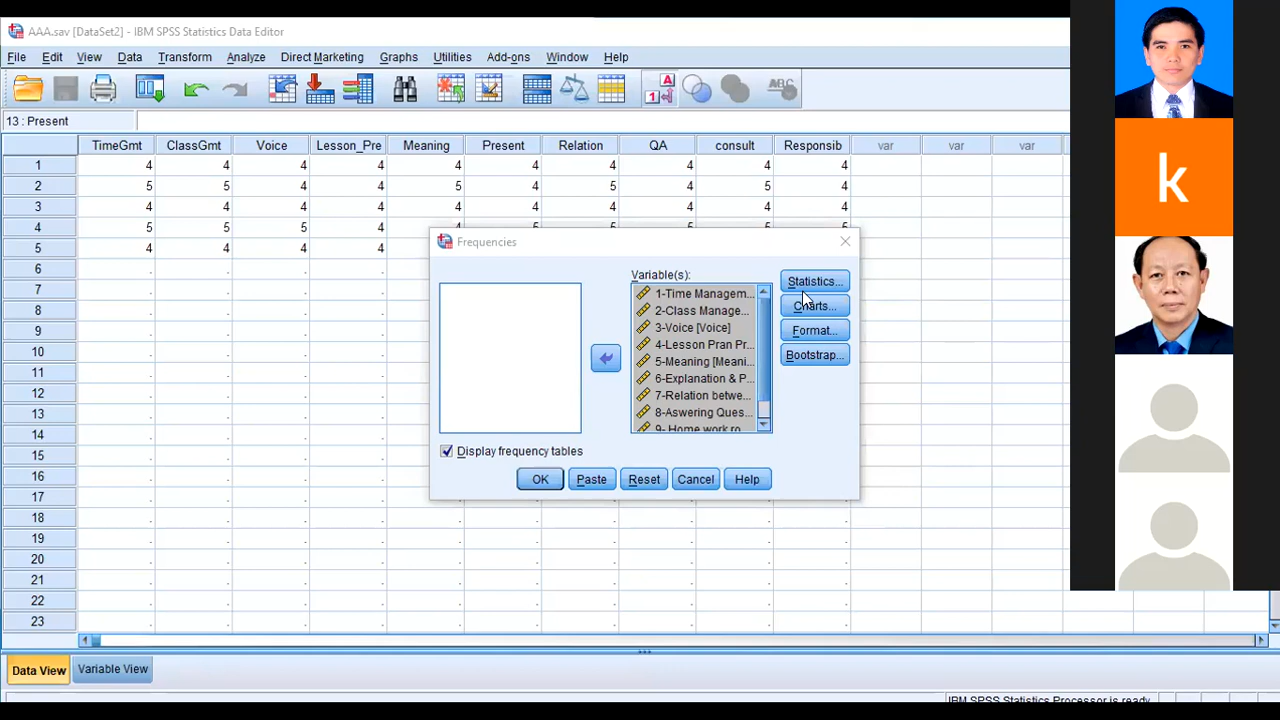 AAA.sav [DataSet2] - IBM SPSS Statistics Data Editor
File Edit View Data Transform Analyze Direct Marketing Graphs Utilities Add-ons Window Help
13 : Present
TimeGmt ClassGmt Voice Lesson_Pre Meaning Present Relation QA consult Responsib var var var
1 4 4 4 4 4 4 4 4 4 4
2 5 5 4 4 5 4 5 4 5 4
3 4 4 4 4 4 4 4 4 4 4
4 5 5 5 4
5 4 4 4 4
6
7
8
9
10
11
12
13
14
15
16
17
18
19
20
21
22
23
Frequencies
Variable(s):
1-Time Managem...
2-Class Manage...
3-Voice [Voice]
4-Lesson Pran Pr...
5-Meaning [Meani...
6-Explanation & P...
7-Relation betwe...
8-Aswering Ques...
9- Home work ro...
Statistics...
Charts...
Format...
Bootstrap...
Display frequency tables
OK Paste Reset Cancel Help
Data View Variable View
IBM SPSS Statistics Processor is ready
k